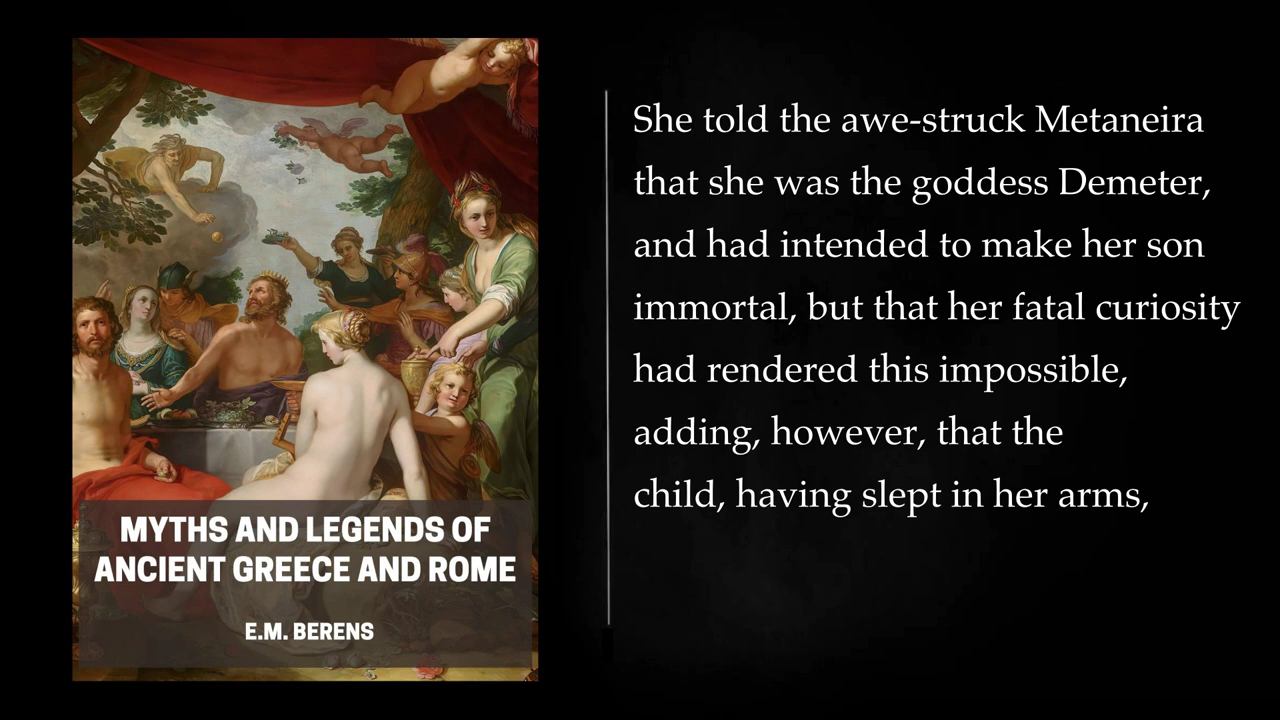 MYTHS AND LEGENDS OF
ANCIENT GREECE AND ROME
E.M. BERENS
She told the awe-struck Metaneira
that she was the goddess Demeter,
and had intended to make her son
immortal, but that her fatal curiosity
had rendered this impossible,
adding, however, that the
child, having slept in her arms,